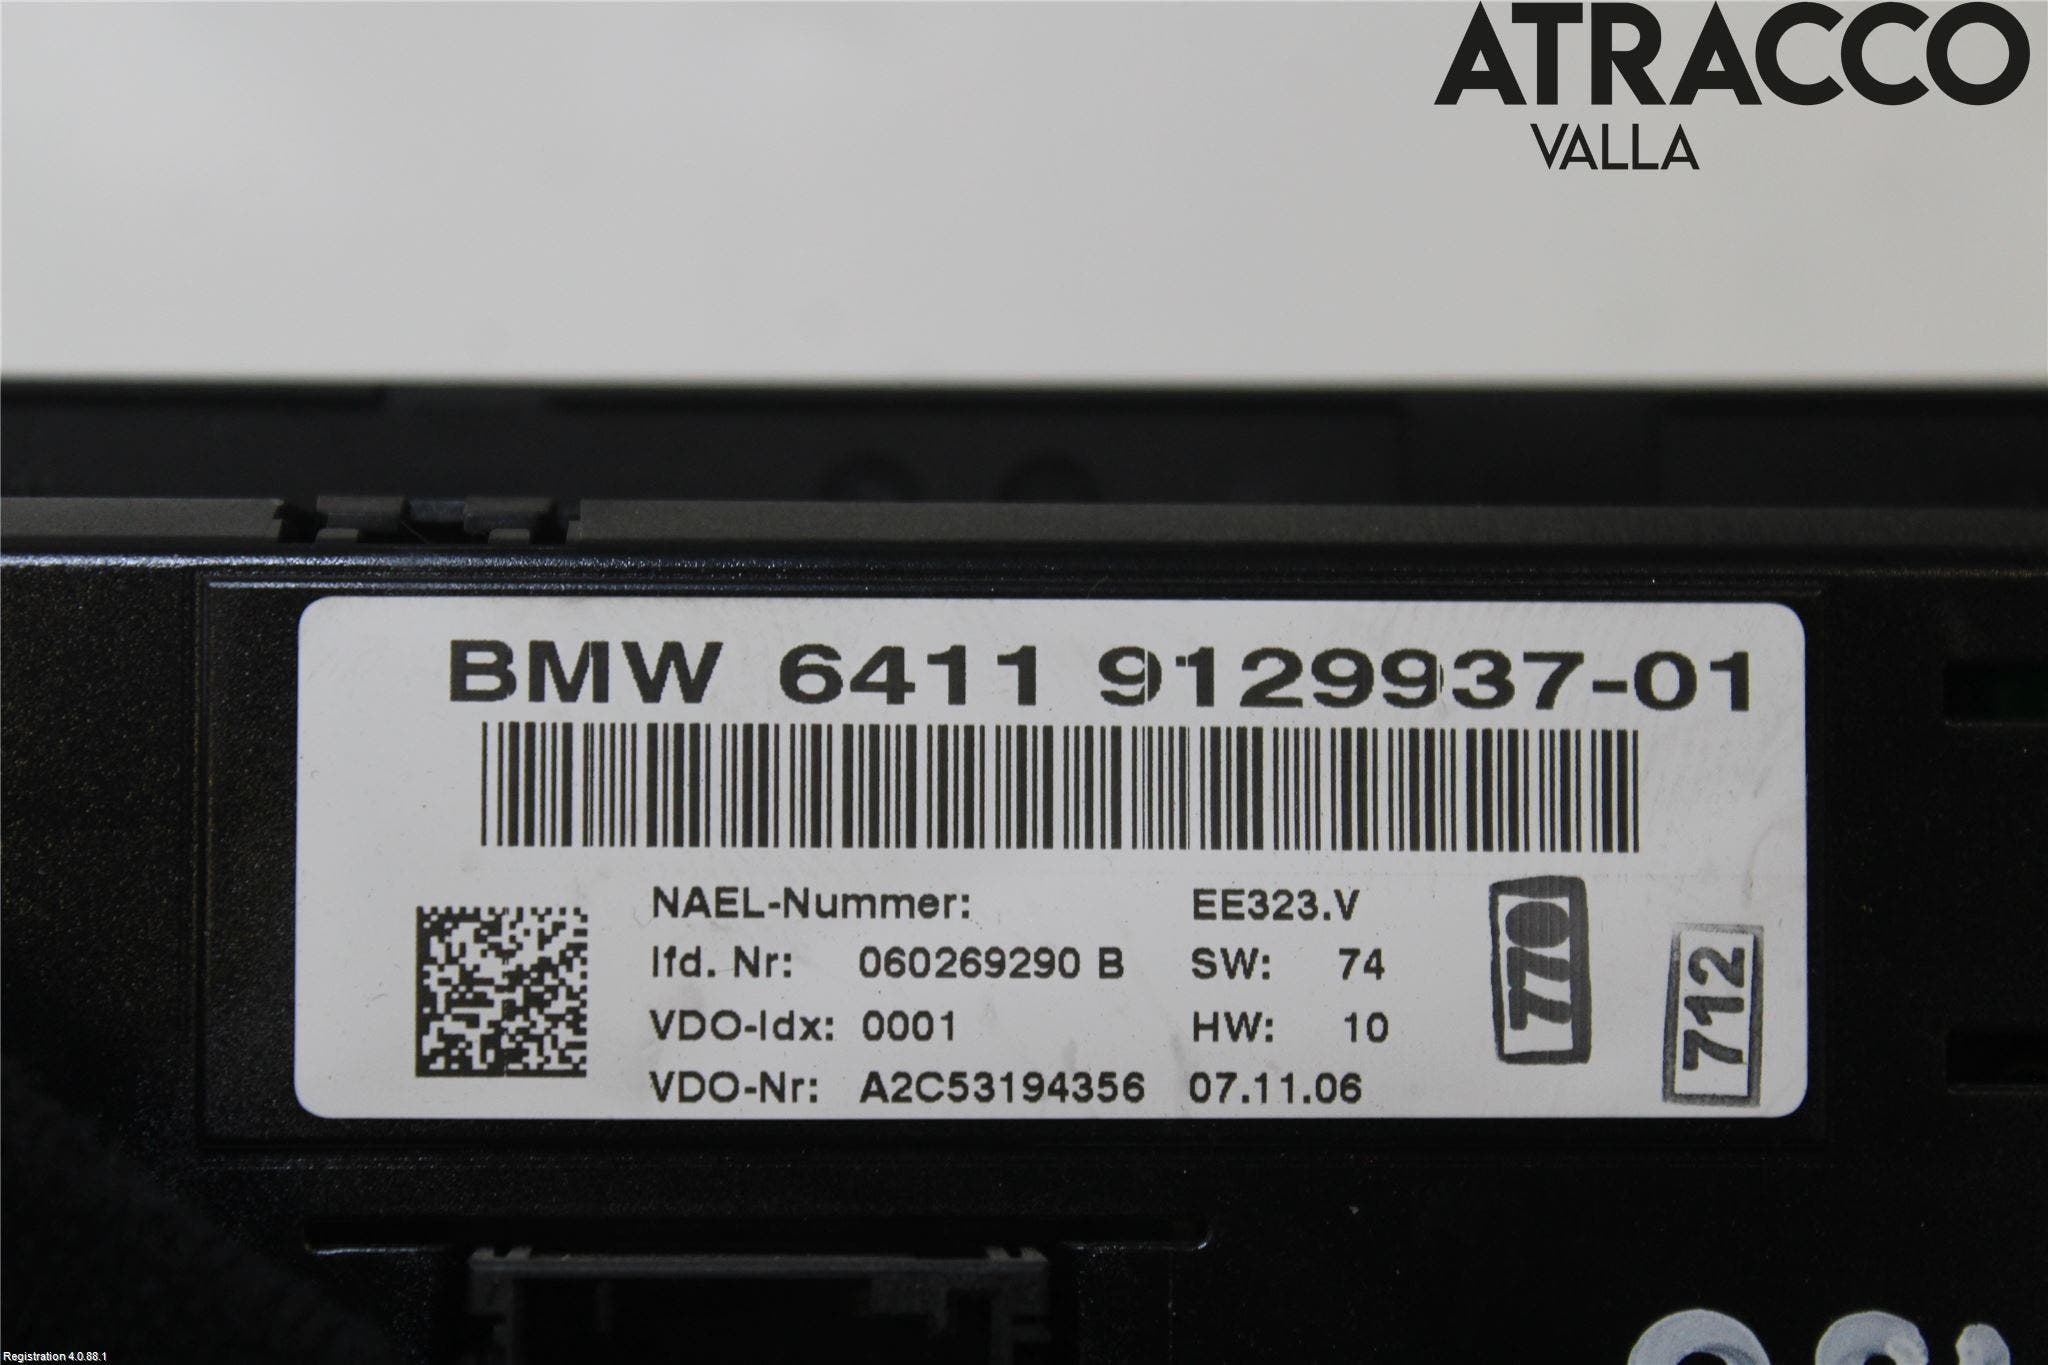 ATRACCO
VALLA
BMW 6411 9129937-01
NAEL-Nummer: EE323.V
lfd. Nr: 060269290 B SW: 74
VDO-Idx: 0001 HW: 10
VDO-Nr: A2C53194356 07.11.06
770
712
Registration 4.0.88.1